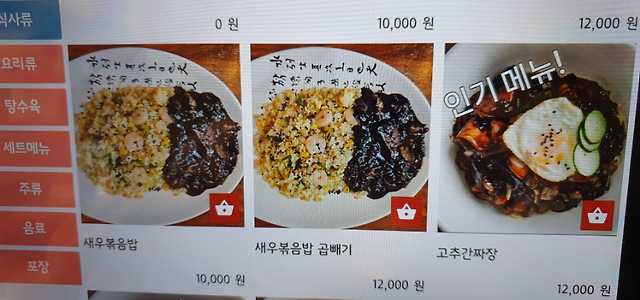 식사류
요리류
탕수육
세트메뉴
주류
음료
포장
0 원
10,000 원
12,000 원
인기 메뉴!
새우볶음밥
새우볶음밥 곱빼기
고추간짜장
10,000 원
12,000 원
12,000 원